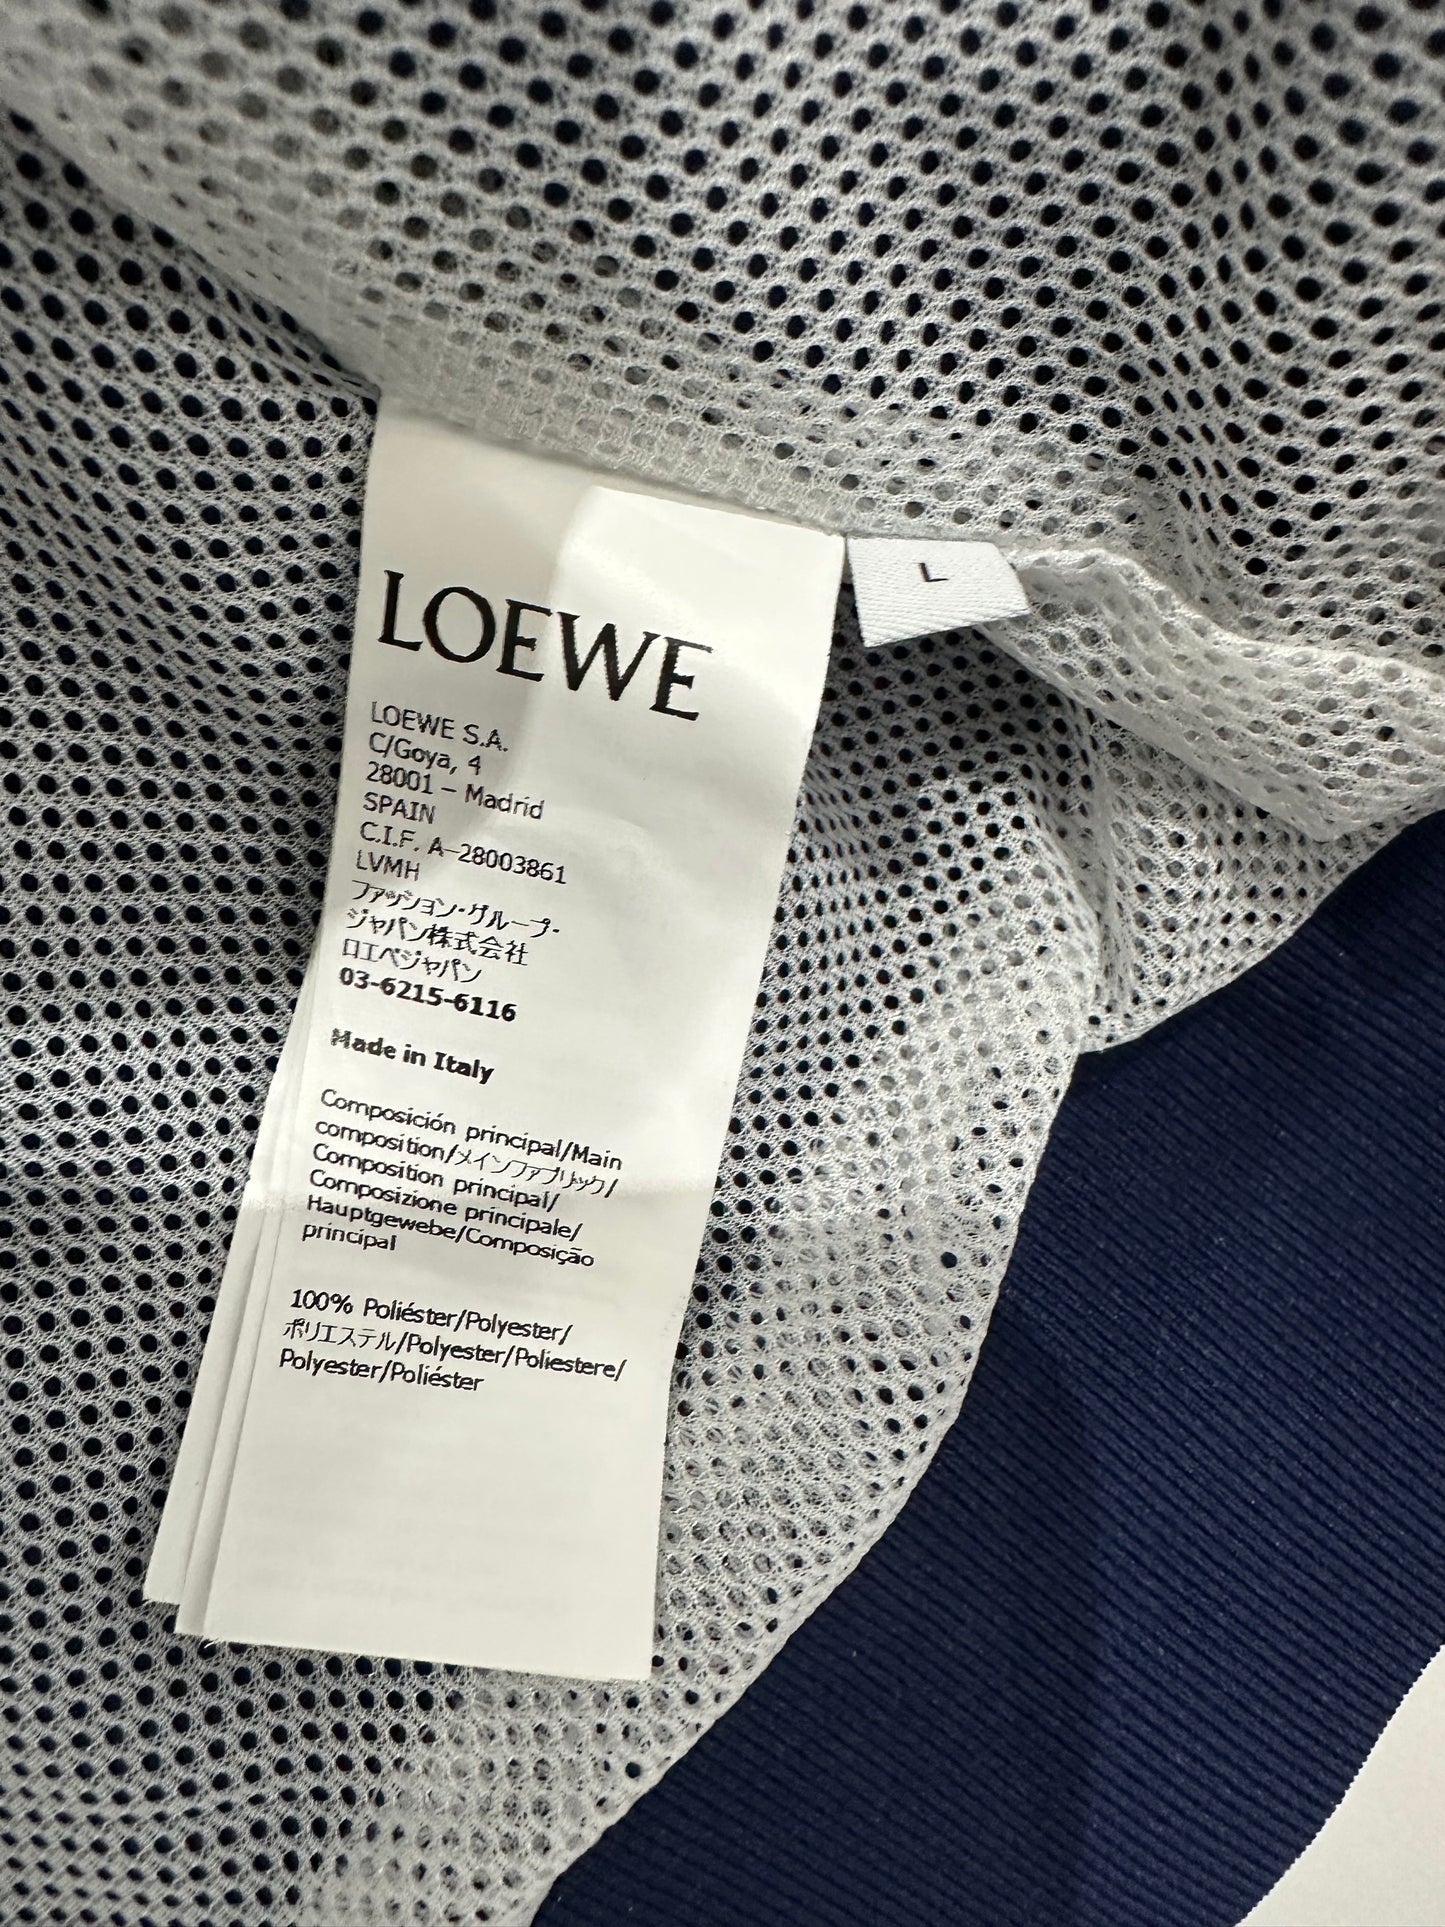 LOEWE
L
LOEWE S.A.
C/Goya, 4
28001 – Madrid
SPAIN
C.I.F. A-28003861
LVMH
ファッション・グループ・
ジャパン株式会社
ロエベジャパン
03-6215-6116
Made in Italy
Composición principal/Main
composition/メインファブリック/
Composition principal/
Composizione principale/
Hauptgewebe/Composição
principal
100% Poliéster/Polyester/
ポリエステル/Polyester/Poliestere/
Polyester/Poliéster